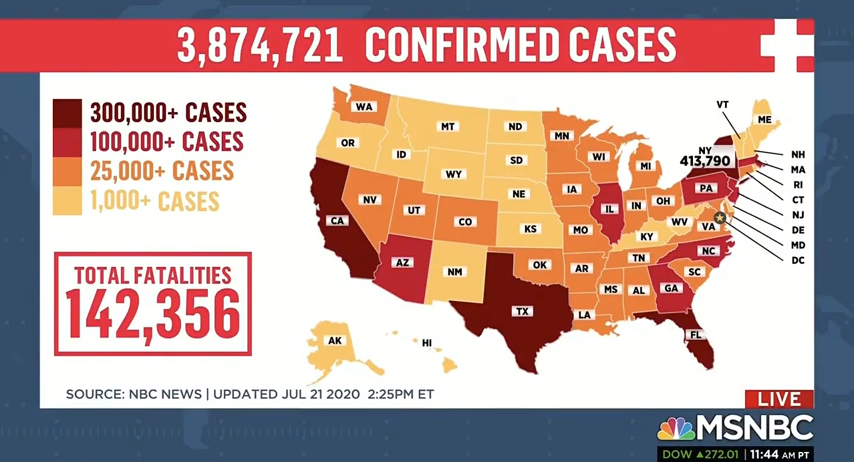 3,874,721 CONFIRMED CASES
300,000+ CASES
100,000+ CASES
25,000+ CASES
1,000+ CASES
TOTAL FATALITIES
142,356
WA
OR
CA
NV
ID
MT
WY
UT
AZ
CO
NM
ND
SD
NE
KS
OK
TX
MN
IA
MO
AR
LA
WI
IL
MI
IN
OH
KY
TN
MS
AL
GA
FL
SC
NC
VA
WV
PA
NY
413,790
VT
ME
NH
MA
RI
CT
NJ
DE
MD
DC
AK
HI
SOURCE: NBC NEWS | UPDATED JUL 21 2020 2:25PM ET
LIVE
MSNBC
DOW ▲272.01 | 11:44 AM PT